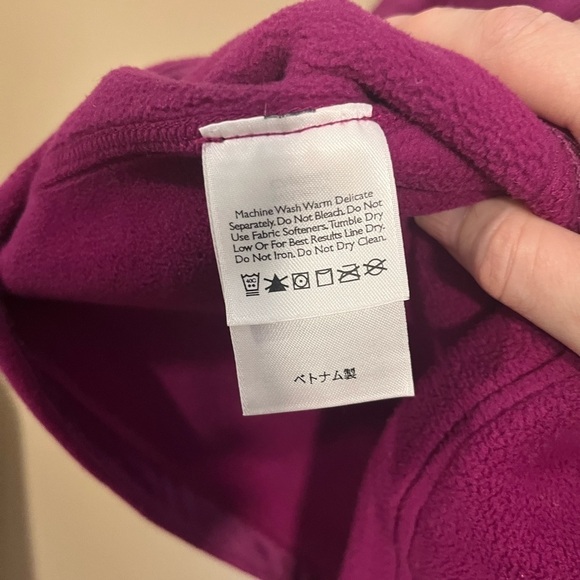 Machine Wash Warm Delicate
Separately. Do Not Bleach. Do Not
Use Fabric Softeners. Tumble Dry
Low Or For Best Results Line Dry.
Do Not Iron. Do Not Dry Clean.
ベトナム製